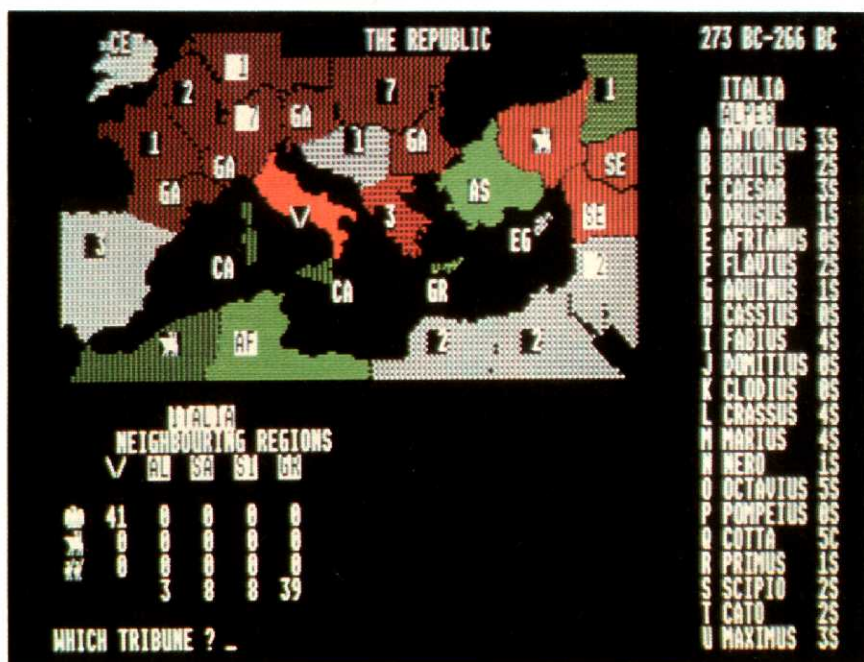 CE THE REPUBLIC 273 BC-266 BC
1
2 7 1
7 GA
1 1 GA
GA SE
GA AS
3 SE
3 EG
CA 2
CA GR
AF 2 2
ITALIA
NEIGHBOURING REGIONS
V AL SA SI GR
41 0 0 0 0
0 0 0 0 0
0 0 0 0 0
3 8 8 39
WHICH TRIBUNE ? _
ITALIA
ALPES
A ANTONIUS 3S
B BRUTUS 2S
C CAESAR 3S
D DRUSUS 1S
E AFRIANUS 0S
F FLAVIUS 2S
G AQUINUS 1S
H CASSIUS 0S
I FABIUS 4S
J DOMITIUS 0S
K CLODIUS 0S
L CRASSUS 4S
M MARIUS 4S
N NERO 1S
O OCTAVIUS 5S
P POMPEIUS 0S
Q COTTA 5C
R PRIMUS 1S
S SCIPIO 2S
T CATO 2S
U MAXIMUS 3S